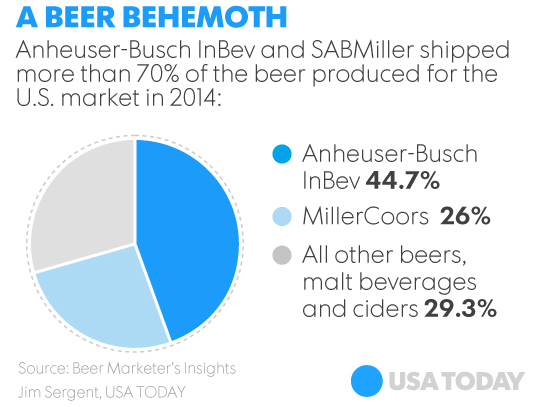 A BEER BEHEMOTH
Anheuser-Busch InBev and SABMiller shipped
more than 70% of the beer produced for the
U.S. market in 2014:
Anheuser-Busch
InBev 44.7%
MillerCoors 26%
All other beers,
malt beverages
and ciders 29.3%
Source: Beer Marketer's Insights
Jim Sergent, USA TODAY
USA TODAY